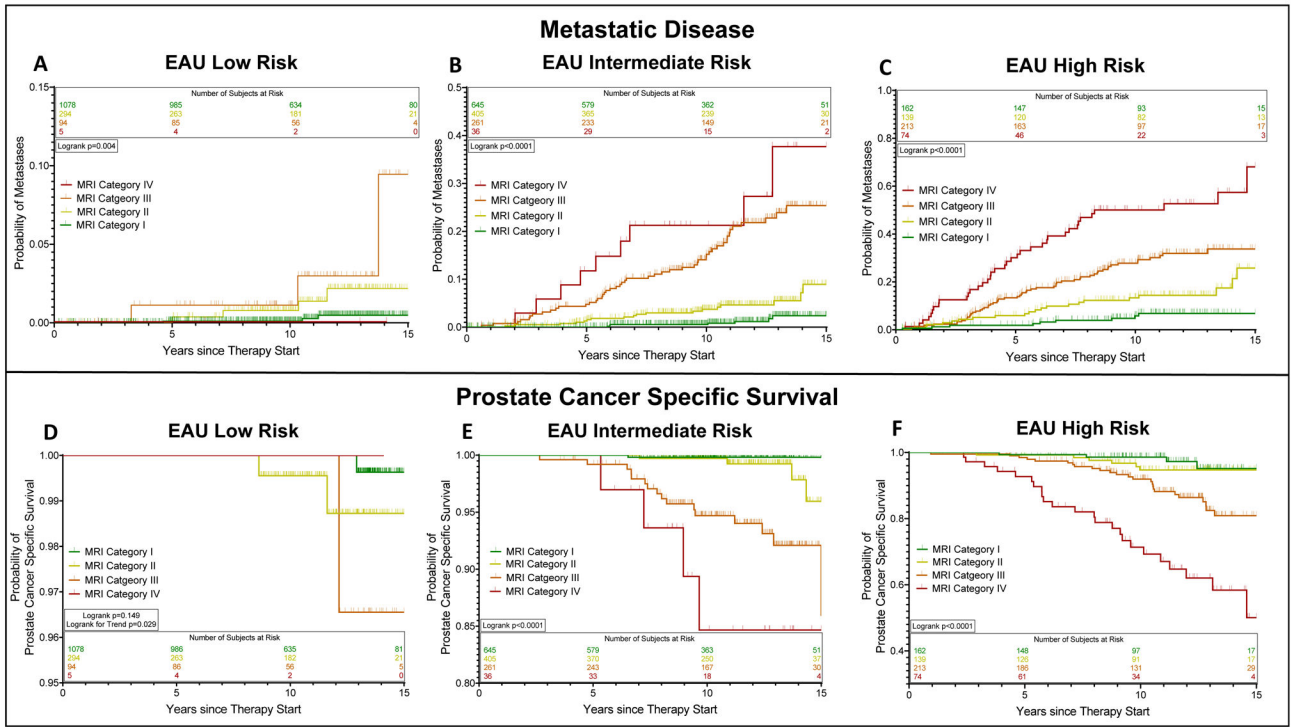 Metastatic Disease
A
EAU Low Risk
Probability of Metastases
0.15
0.10
0.05
0.00
Number of Subjects at Risk
1078 985 634 80
294 263 181 21
94 85 56 4
5 4 2 0
Logrank p=0.004
MRI Category IV
MRI Catgeory III
MRI Category II
MRI Category I
0 5 10 15
Years since Therapy Start
B
EAU Intermediate Risk
Probability of Metastases
0.5
0.4
0.3
0.2
0.1
0.0
Number of Subjects at Risk
645 579 362 51
405 365 239 30
261 233 149 21
36 29 15 2
Logrank p<0.0001
MRI Category IV
MRI Catgeory III
MRI Category II
MRI Category I
0 5 10 15
Years since Therapy Start
C
EAU High Risk
Probability of Metastases
1.0
0.8
0.6
0.4
0.2
0.0
Number of Subjects at Risk
162 147 93 15
139 120 82 13
213 163 97 17
74 46 22 3
Logrank p<0.0001
MRI Category IV
MRI Catgeory III
MRI Category II
MRI Category I
0 5 10 15
Years since Therapy Start
Prostate Cancer Specific Survival
D
EAU Low Risk
Probability of
Prostate Cancer Specific Survival
1.00
0.99
0.98
0.97
0.96
0.95
MRI Category I
MRI Category II
MRI Catgeory III
MRI Category IV
Logrank p=0.149
Logrank for Trend p=0.029
Number of Subjects at Risk
1078 986 635 81
294 263 182 21
94 86 56 5
5 4 2 0
0 5 10 15
Years since Therapy Start
E
EAU Intermediate Risk
Probability of
Prostate Cancer Specific Survival
1.00
0.95
0.90
0.85
0.80
MRI Category I
MRI Category II
MRI Catgeory III
MRI Category IV
Logrank p<0.0001
Number of Subjects at Risk
645 579 363 51
405 370 250 37
261 243 167 30
36 33 18 4
0 5 10 15
Years since Therapy Start
F
EAU High Risk
Probability of
Prostate Cancer Specific Survival
1.0
0.8
0.6
0.4
MRI Category I
MRI Category II
MRI Catgeory III
MRI Category IV
Logrank p<0.0001
Number of Subjects at Risk
162 148 97 17
139 126 91 17
213 186 131 29
74 61 34 4
0 5 10 15
Years since Therapy Start